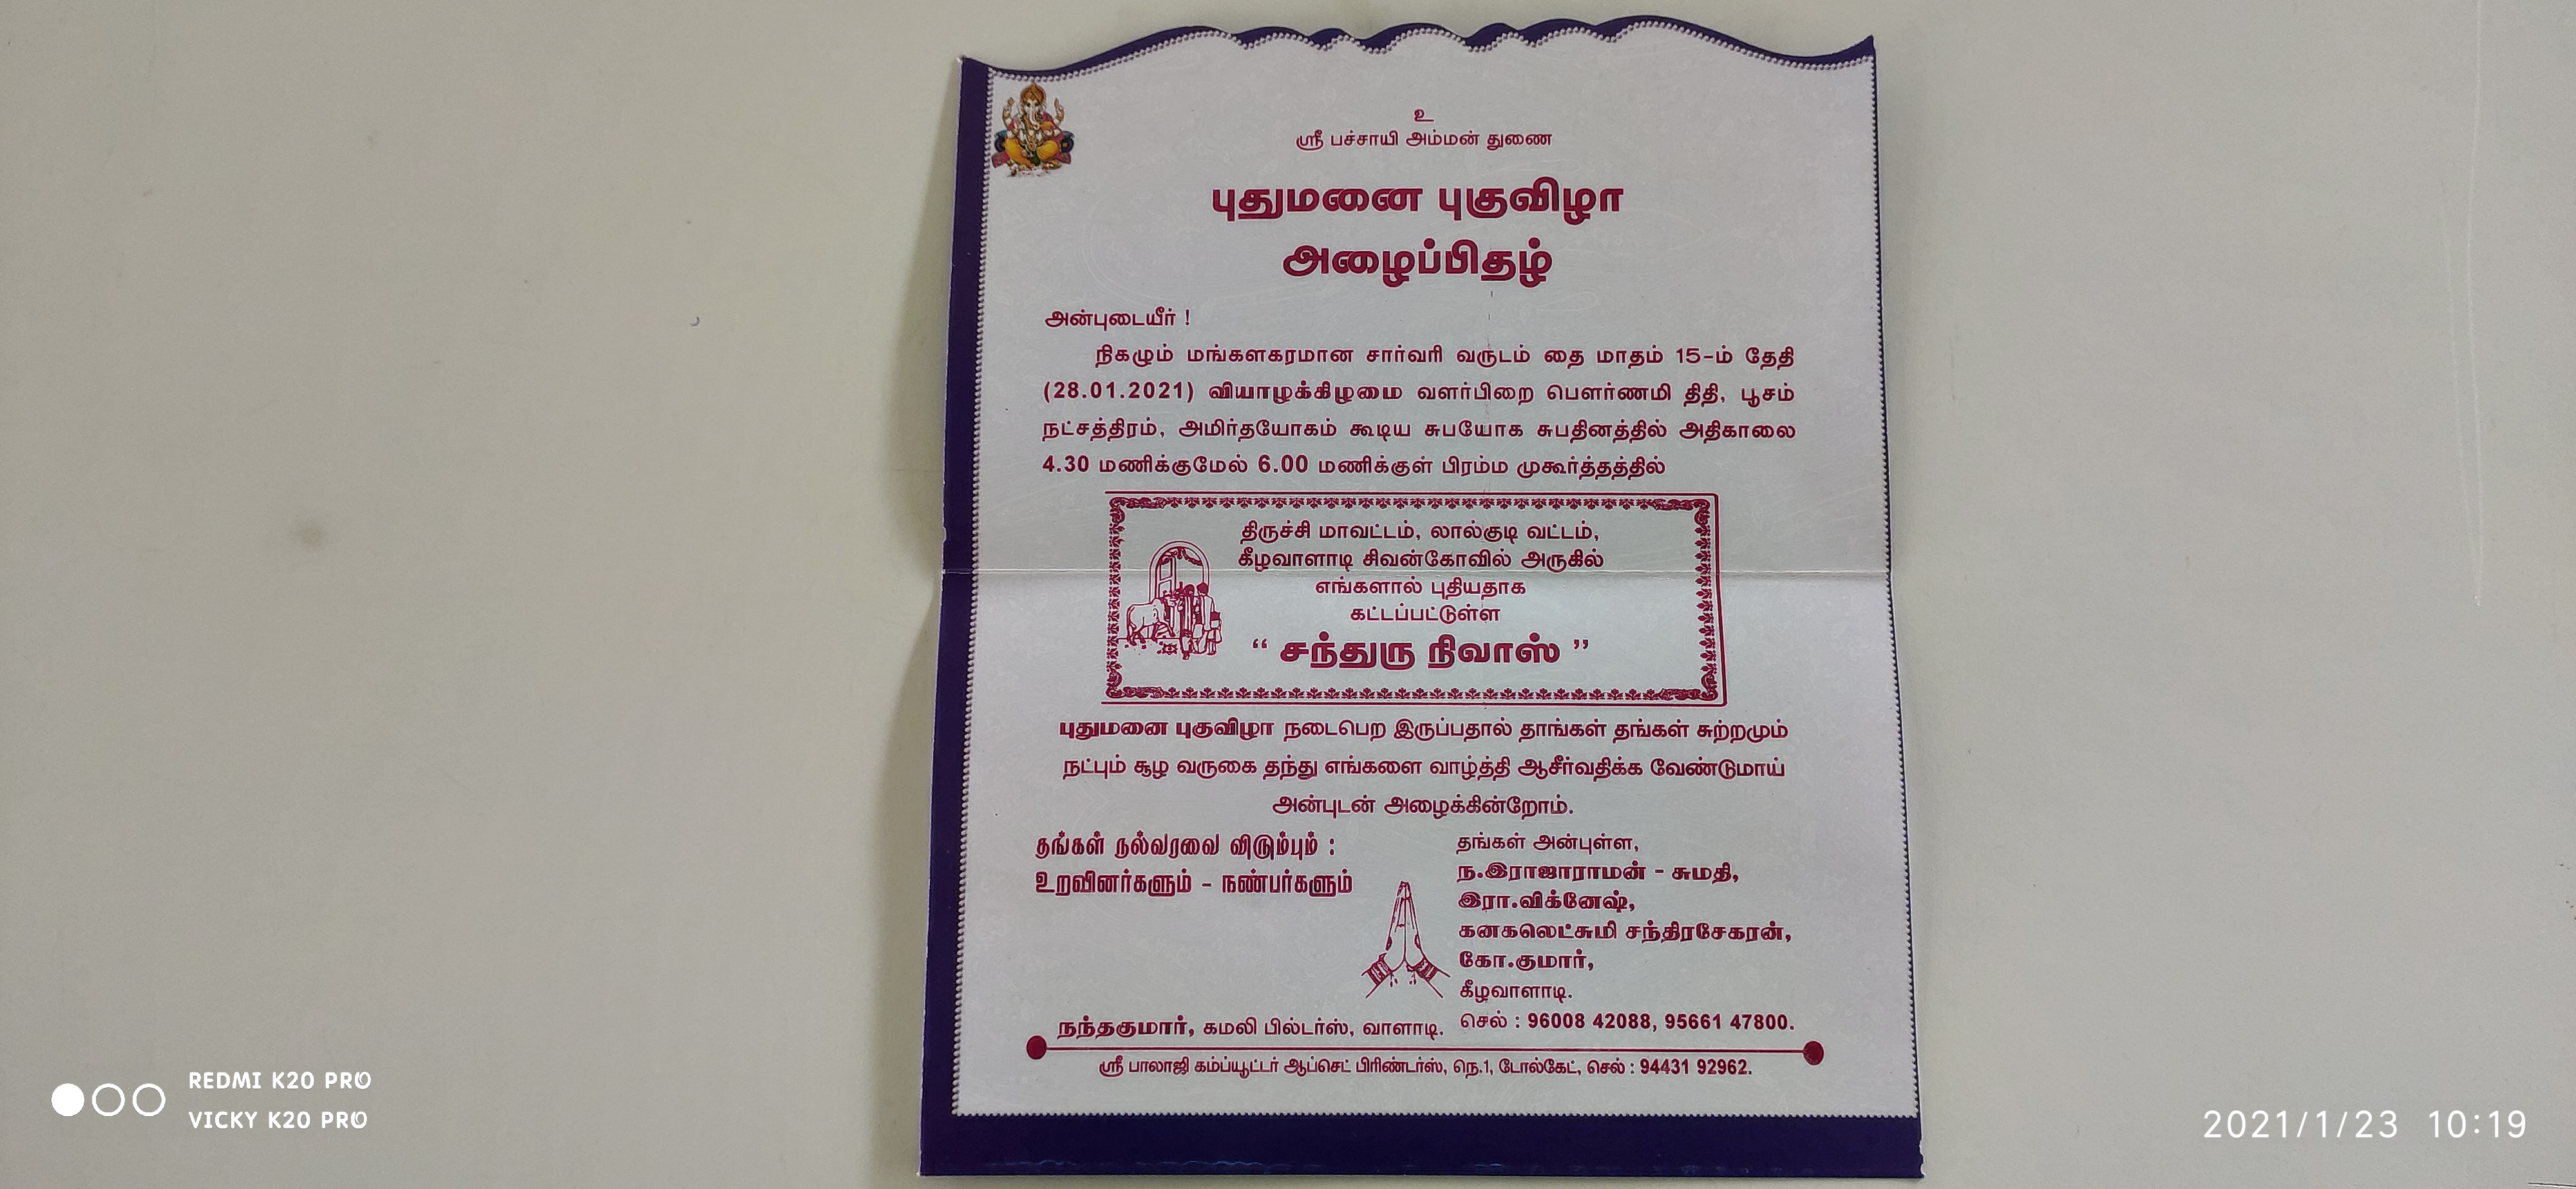 உ
ஸ்ரீ பச்சாயி அம்மன் துணை
புதுமனை புகுவிழா
அழைப்பிதழ்
அன்புடையீர் !
நிகழும் மங்களகரமான சார்வரி வருடம் தை மாதம் 15-ம் தேதி
(28.01.2021) வியாழக்கிழமை வளர்பிறை பௌர்ணமி திதி, பூசம்
நட்சத்திரம், அமிர்தயோகம் கூடிய சுபயோக சுபதினத்தில் அதிகாலை
4.30 மணிக்குமேல் 6.00 மணிக்குள் பிரம்ம முகூர்த்தத்தில்
திருச்சி மாவட்டம், லால்குடி வட்டம்,
கீழவாளாடி சிவன்கோவில் அருகில்
எங்களால் புதியதாக
கட்டப்பட்டுள்ள
“ சந்துரு நிவாஸ் ”
புதுமனை புகுவிழா நடைபெற இருப்பதால் தாங்கள் தங்கள் சுற்றமும்
நட்பும் சூழ வருகை தந்து எங்களை வாழ்த்தி ஆசீர்வதிக்க வேண்டுமாய்
அன்புடன் அழைக்கின்றோம்.
தங்கள் நல்வரவை விரும்பும் :
உறவினர்களும் - நண்பர்களும்
தங்கள் அன்புள்ள,
ந.இராஜாராமன் - சுமதி,
இரா.விக்னேஷ்,
கனகலெட்சுமி சந்திரசேகரன்,
கோ.குமார்,
கீழவாளாடி.
செல் : 96008 42088, 95661 47800.
நந்தகுமார், கமலி பில்டர்ஸ், வாளாடி.
ஸ்ரீ பாலாஜி கம்ப்யூட்டர் ஆப்செட் பிரிண்டர்ஸ், நெ.1, டோல்கேட், செல் : 94431 92962.
REDMI K20 PRO
VICKY K20 PRO
2021/1/23 10:19